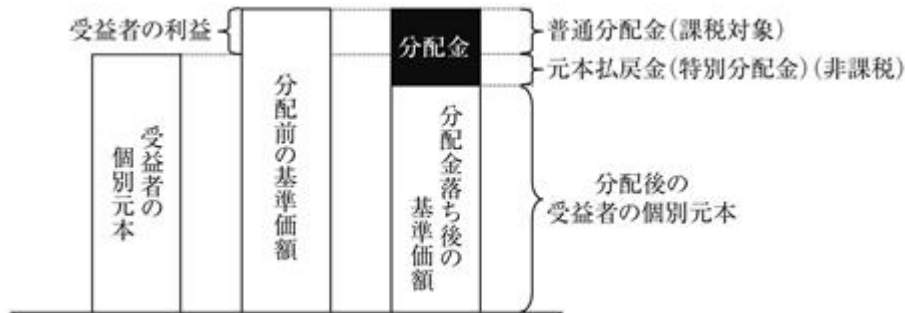 受益者の利益
分配金
普通分配金(課税対象)
元本払戻金(特別分配金)(非課税)
受益者の
個別元本
分配前の基準価額
分配金落ち後の
基準価額
分配後の
受益者の個別元本